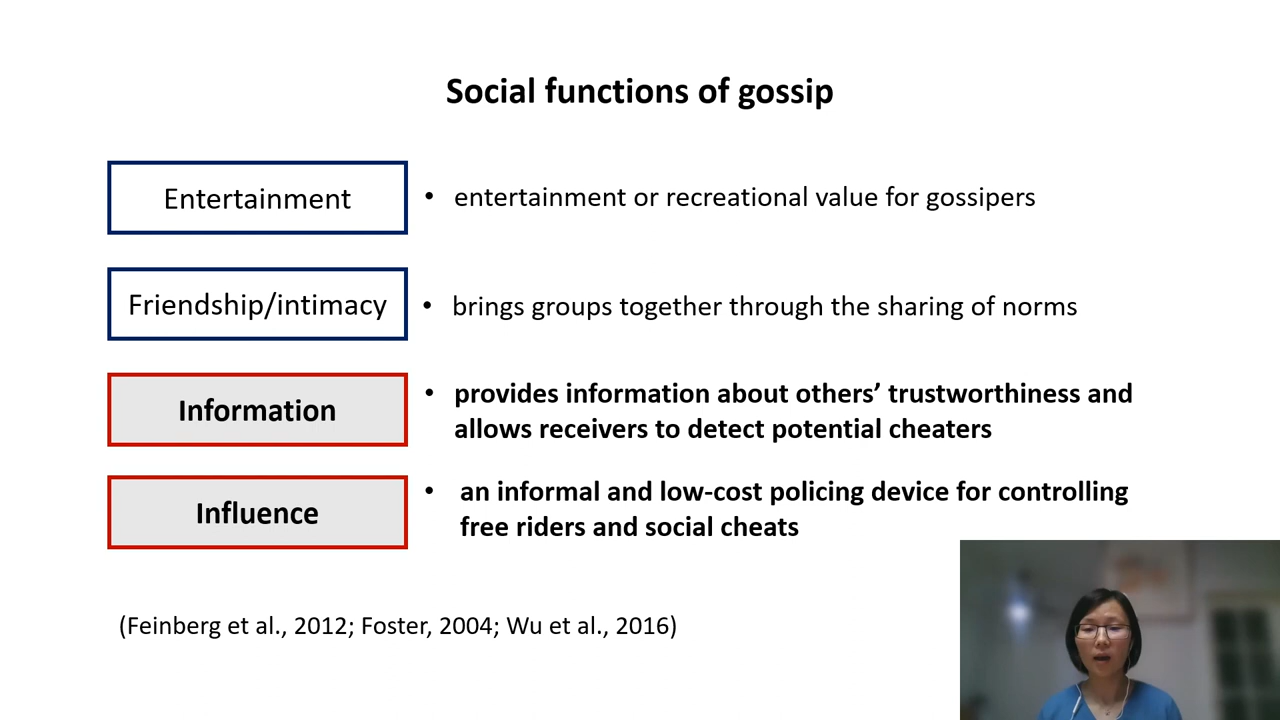 Social functions of gossip
Entertainment
• entertainment or recreational value for gossipers
Friendship/intimacy
• brings groups together through the sharing of norms
Information
• provides information about others’ trustworthiness and
allows receivers to detect potential cheaters
Influence
• an informal and low-cost policing device for controlling
free riders and social cheats
(Feinberg et al., 2012; Foster, 2004; Wu et al., 2016)